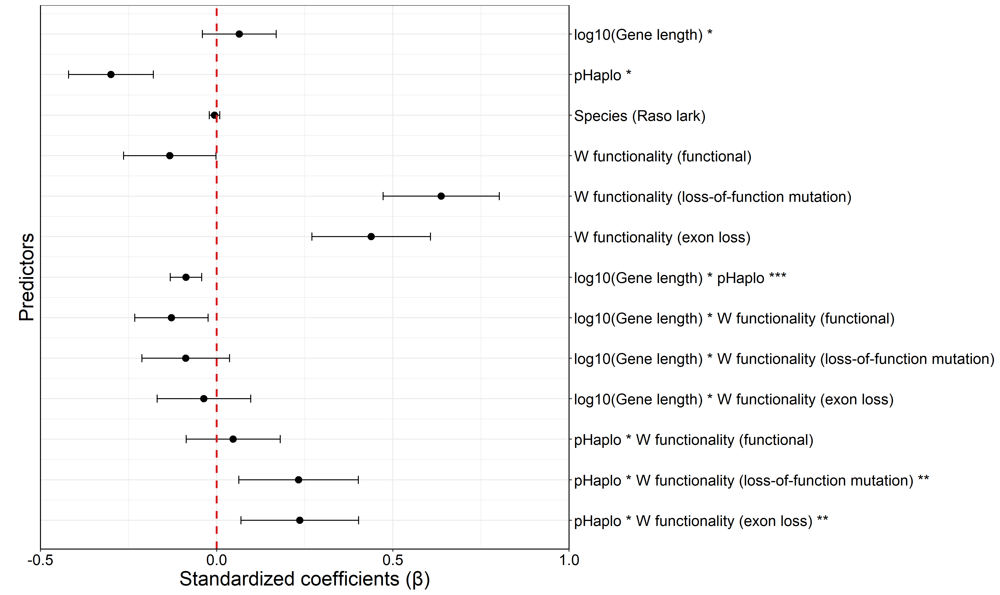 log10(Gene length) *
pHaplo *
Species (Raso lark)
W functionality (functional)
W functionality (loss-of-function mutation)
W functionality (exon loss)
log10(Gene length) * pHaplo ***
log10(Gene length) * W functionality (functional)
log10(Gene length) * W functionality (loss-of-function mutation)
log10(Gene length) * W functionality (exon loss)
pHaplo * W functionality (functional)
pHaplo * W functionality (loss-of-function mutation) **
pHaplo * W functionality (exon loss) **
Predictors
-0.5 0.0 0.5 1.0
Standardized coefficients (β)